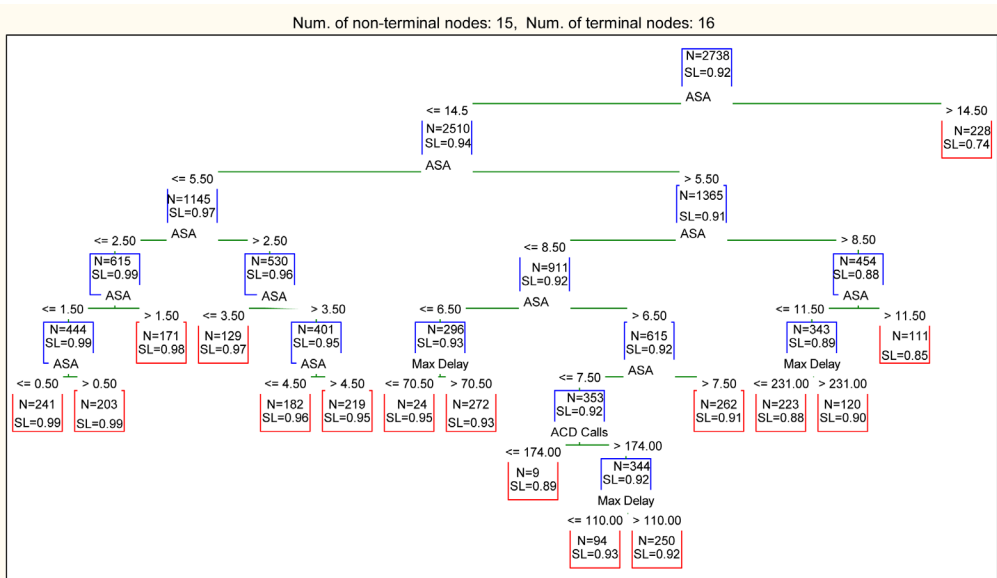 Num. of non-terminal nodes: 15, Num. of terminal nodes: 16
N=2738
SL=0.92
ASA
<= 14.5
> 14.50
N=2510
SL=0.94
ASA
N=228
SL=0.74
<= 5.50
> 5.50
N=1145
SL=0.97
ASA
N=1365
SL=0.91
ASA
<= 2.50
> 2.50
<= 8.50
> 8.50
N=615
SL=0.99
ASA
N=530
SL=0.96
ASA
N=911
SL=0.92
ASA
N=454
SL=0.88
ASA
<= 1.50
> 1.50
<= 3.50
> 3.50
<= 6.50
> 6.50
<= 11.50
> 11.50
N=444
SL=0.99
ASA
N=171
SL=0.98
N=129
SL=0.97
N=401
SL=0.95
ASA
N=296
SL=0.93
Max Delay
N=615
SL=0.92
ASA
N=343
SL=0.89
Max Delay
N=111
SL=0.85
<= 0.50
> 0.50
<= 4.50
> 4.50
<= 70.50
> 70.50
<= 7.50
> 7.50
<= 231.00
> 231.00
N=241
SL=0.99
N=203
SL=0.99
N=182
SL=0.96
N=219
SL=0.95
N=24
SL=0.95
N=272
SL=0.93
N=353
SL=0.92
ACD Calls
N=262
SL=0.91
N=223
SL=0.88
N=120
SL=0.90
<= 174.00
> 174.00
N=9
SL=0.89
N=344
SL=0.92
Max Delay
<= 110.00
> 110.00
N=94
SL=0.93
N=250
SL=0.92